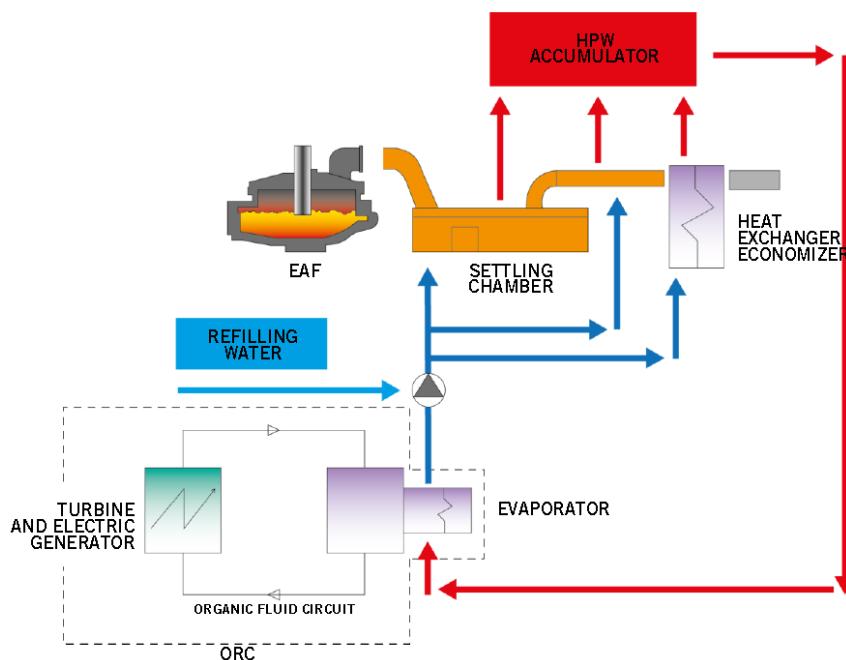 HPW
ACCUMULATOR
EAF
SETTLING
CHAMBER
HEAT
EXCHANGER
ECONOMIZER
REFILLING
WATER
TURBINE
AND ELECTRIC
GENERATOR
EVAPORATOR
ORGANIC FLUID CIRCUIT
ORC